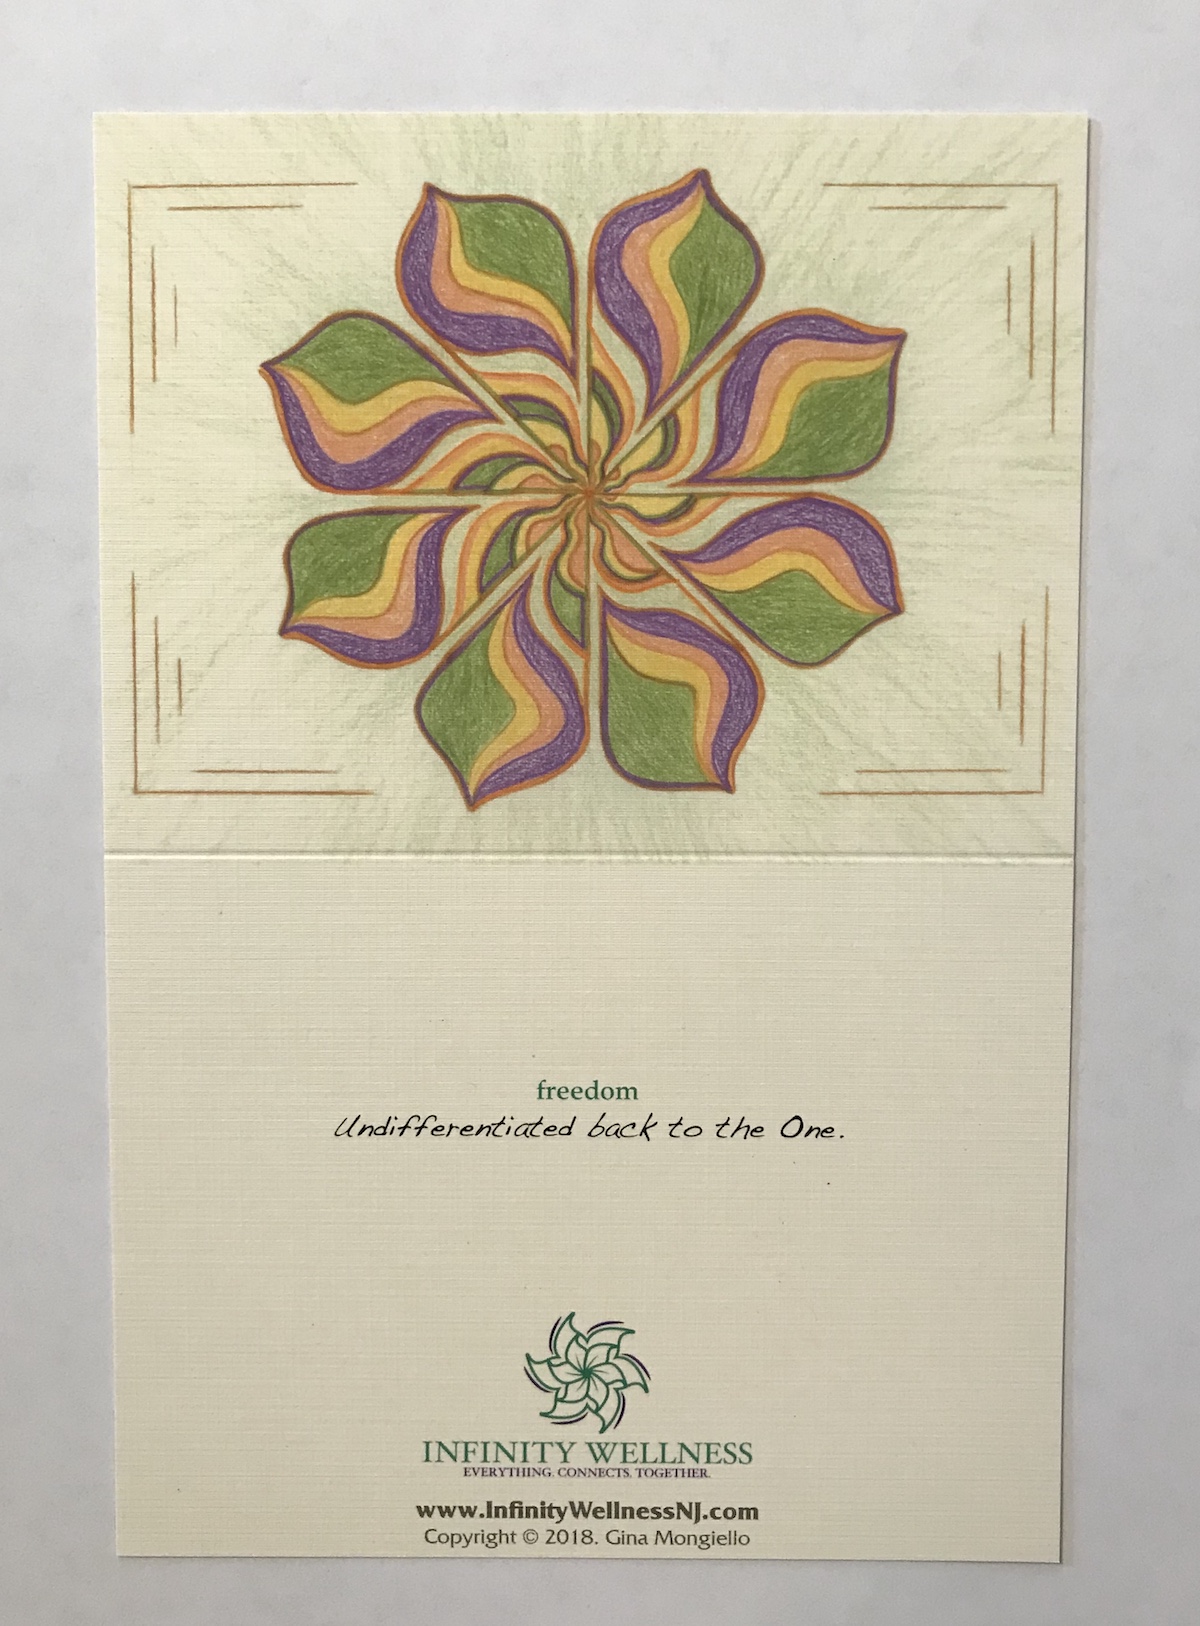 freedom
Undifferentiated back to the One.
INFINITY WELLNESS
EVERYTHING. CONNECTS. TOGETHER.
www.InfinityWellnessNJ.com
Copyright © 2018. Gina Mongiello